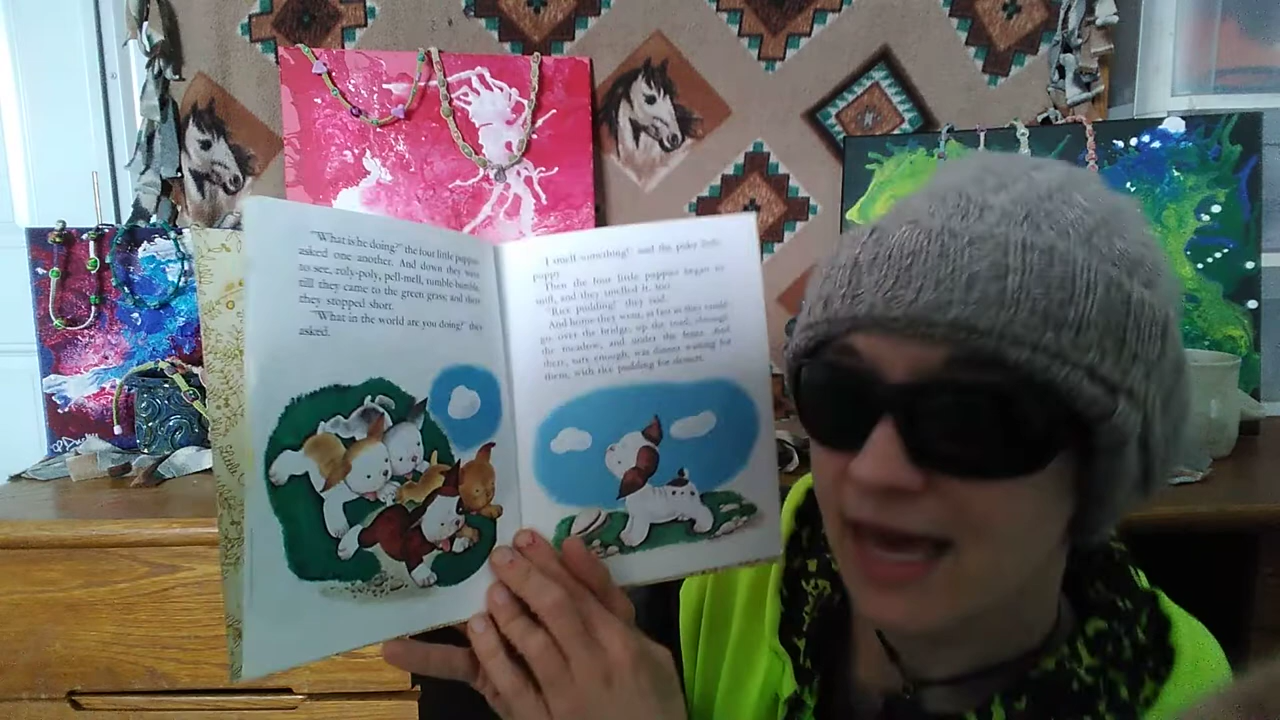 "What is he doing?" the four little puppies
asked one another. And down they went
to see, roly-poly, pell-mell, tumble-bumble,
till they came to the green grass; and there
they stopped short.
"What in the world are you doing?" they
asked.
"I smell something!" said the poky little
puppy.
Then the four little puppies began to
sniff, and they smelled it, too.
"Rice pudding!" they said.
And home they went, as fast as they could
go, over the bridge, up the road, through
the meadow, and under the fence. And
there, sure enough, was dinner waiting for
them, with rice pudding for dessert.